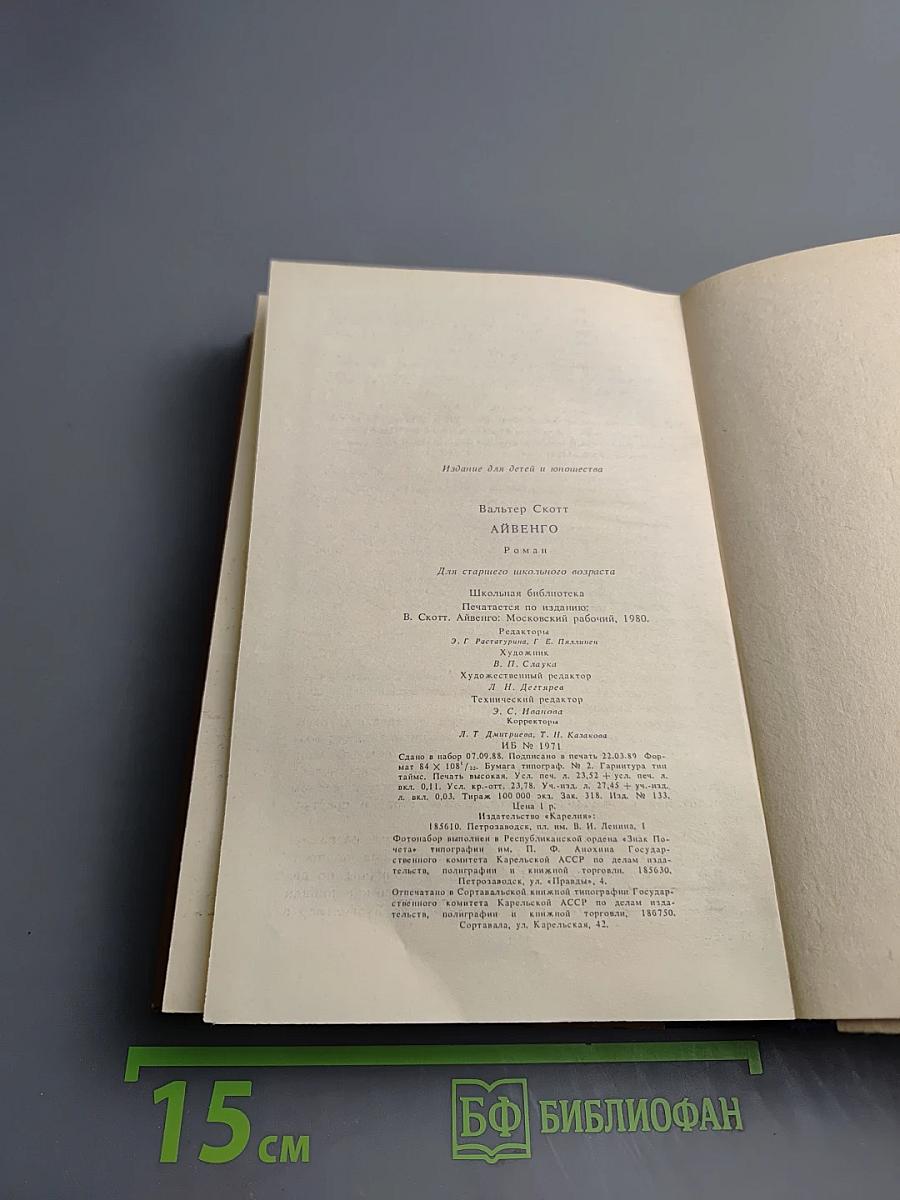 Издание для детей и юношества
Вальтер Скотт
АЙВЕНГО
Роман
Для старшего школьного возраста
Школьная библиотека
Печатается по изданию:
В. Скотт. Айвенго: Московский рабочий, 1980.
Редакторы
Э. Г Растатурина, Г Е. Пяллинен
Художник
В. П. Слаука
Художественный редактор
Л Н. Дегтярев
Технический редактор
Э. С. Иванова
Корректоры
Л. Т Дмитриева, Т. Н. Казакова
ИБ № 1971
Сдано в набор 07.09.88. Подписано в печать 22.03.89 Фор-
мат 84 × 108¹/₃₂. Бумага типограф. № 2. Гарнитура тип
таймс. Печать высокая. Усл. печ. л. 23,52 + усл. печ. л.
вкл. 0,11. Усл. кр.-отт. 23,78. Уч.-изд. л. 27,45 + уч.-изд.
л. вкл. 0,03. Тираж 100 000 экз. Зак. 318. Изд. № 133.
Цена 1 р.
Издательство «Карелия»:
185610. Петрозаводск, пл. им. В. И. Ленина, 1
Фотонабор выполнен в Республиканской ордена «Знак По-
чета» типографии им. П. Ф. Анохина Государ-
ственного комитета Карельской АССР по делам изда-
тельств, полиграфии и книжной торговли. 185630,
Петрозаводск, ул. «Правды», 4.
Отпечатано в Сортавальской книжной типографии Государ-
ственного комитета Карельской АССР по делам изда-
тельств, полиграфии и книжной торговли, 186750.
Сортавала, ул. Карельская, 42.
15 см
БФ БИБЛИОФАН